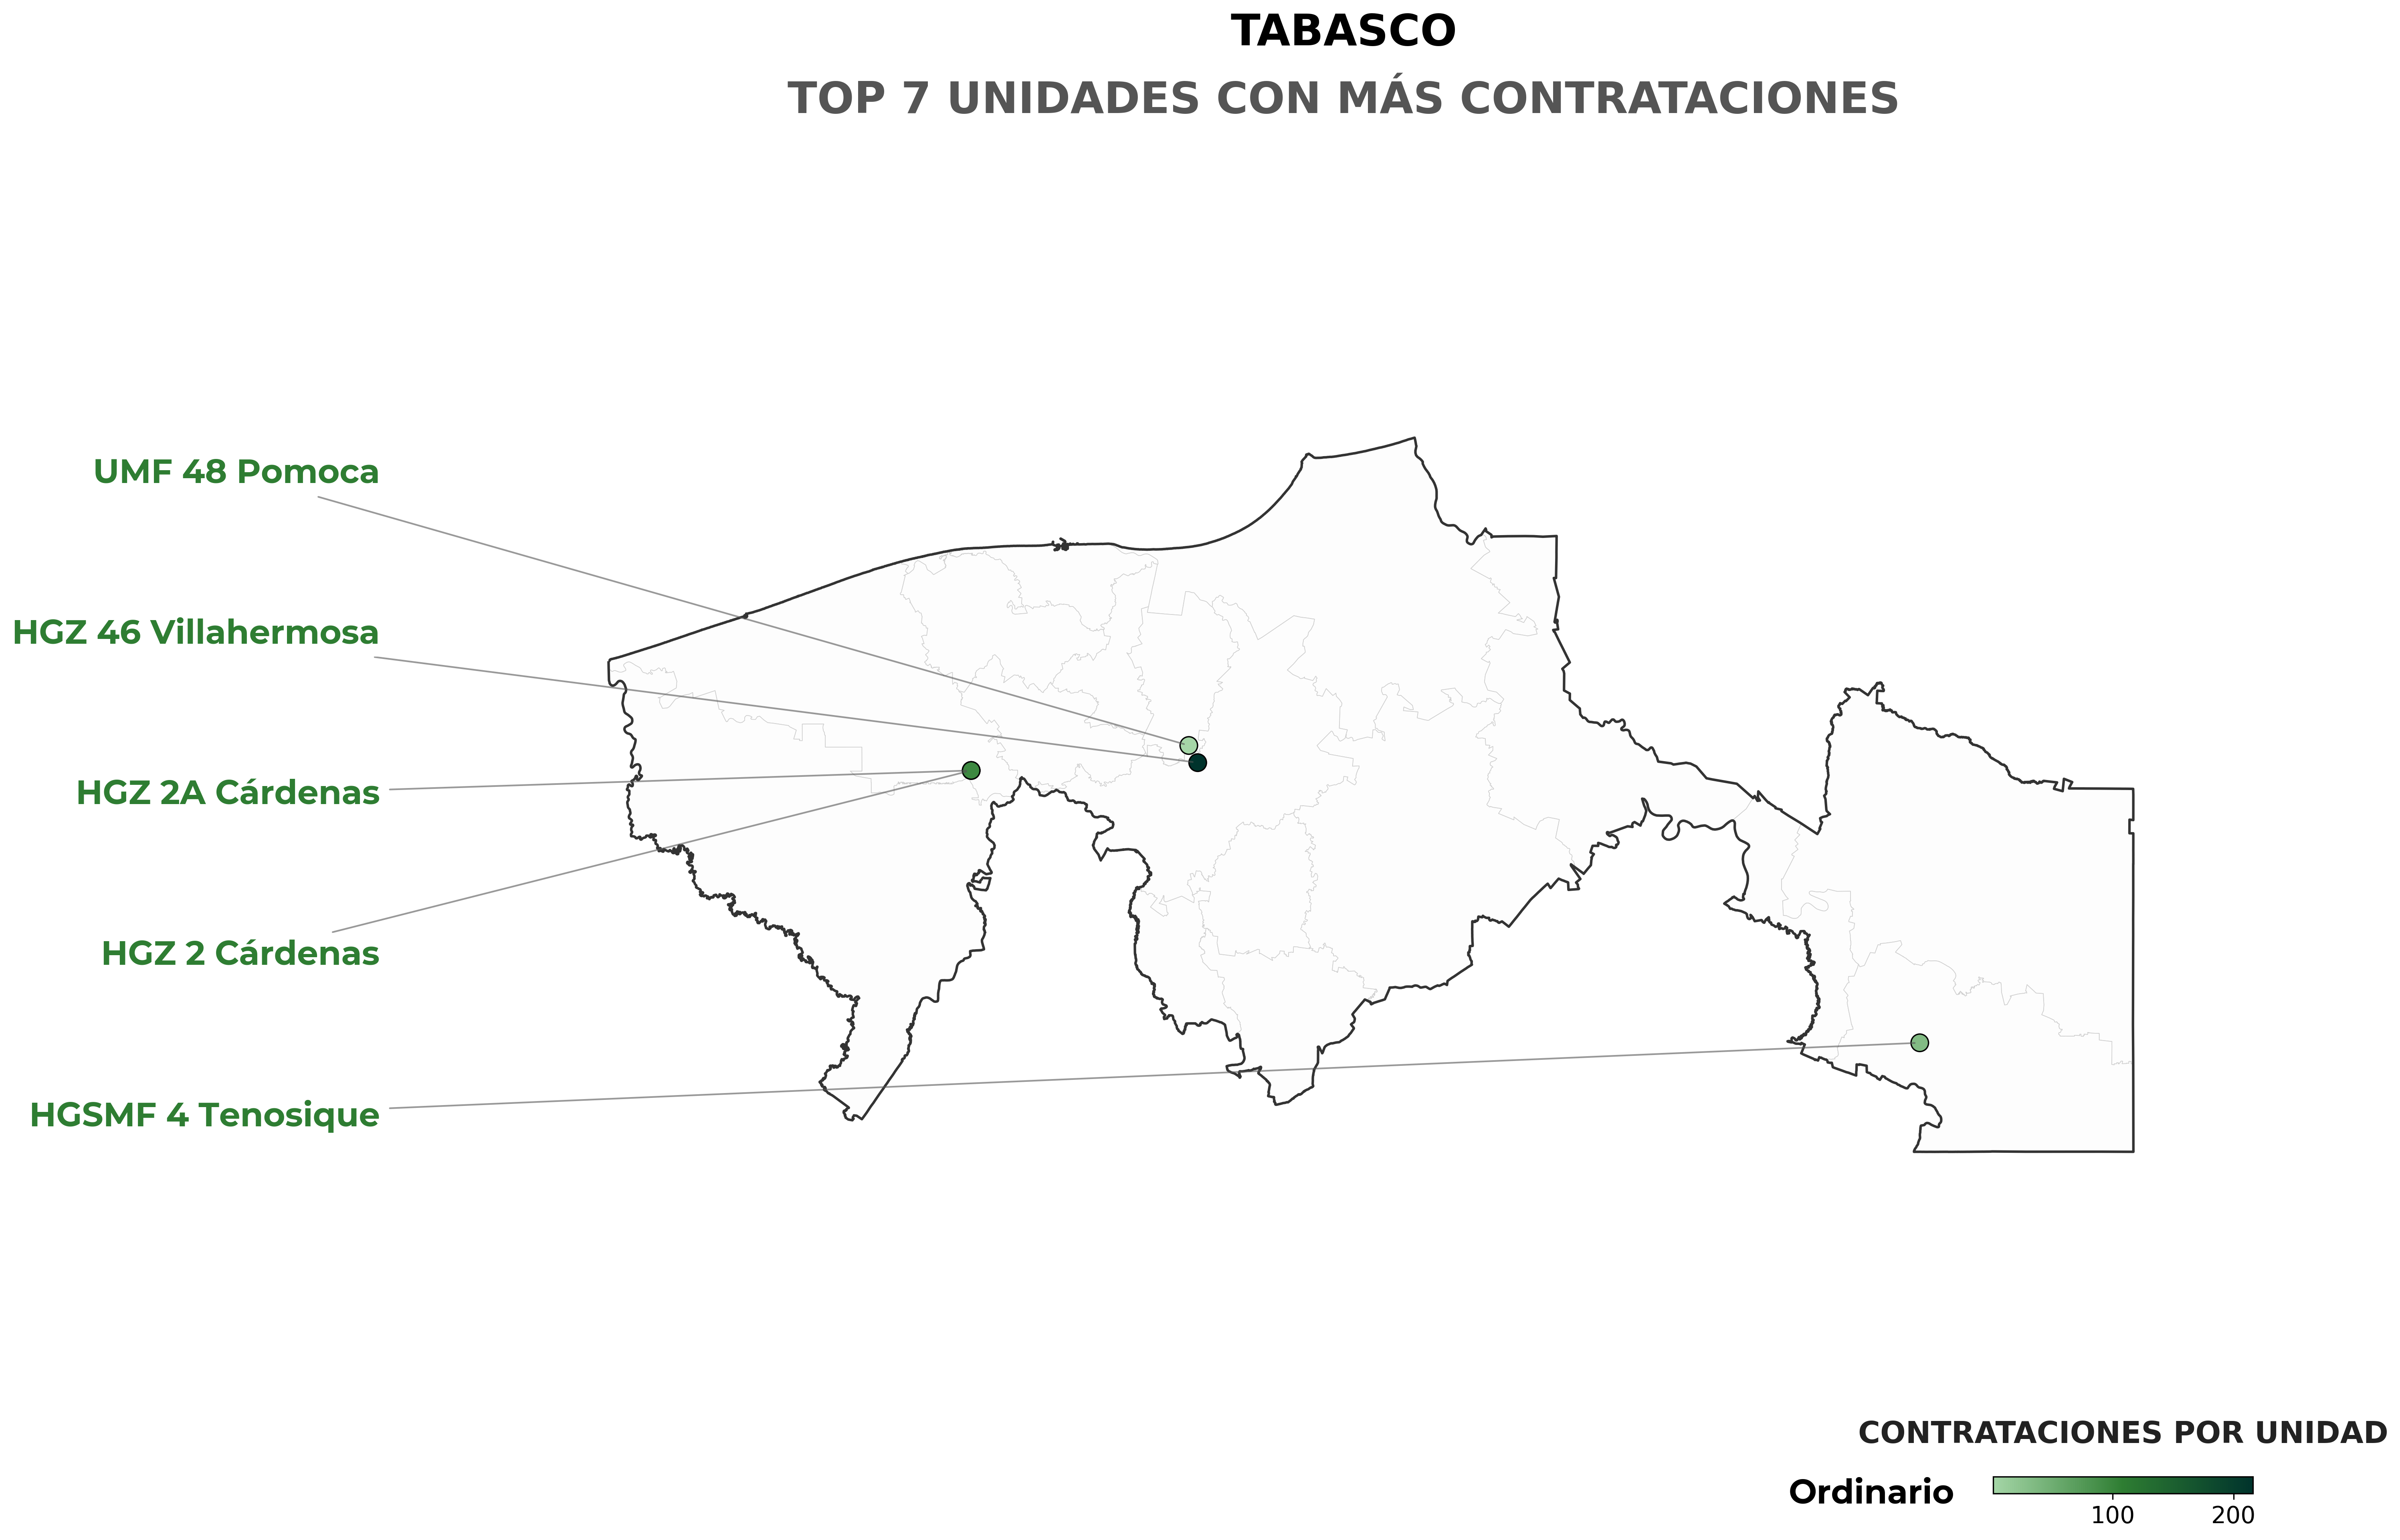 TABASCO
TOP 7 UNIDADES CON MÁS CONTRATACIONES
UMF 48 Pomoca
HGZ 46 Villahermosa
HGZ 2A Cárdenas
HGZ 2 Cárdenas
HGSMF 4 Tenosique
CONTRATACIONES POR UNIDAD
Ordinario
100 200